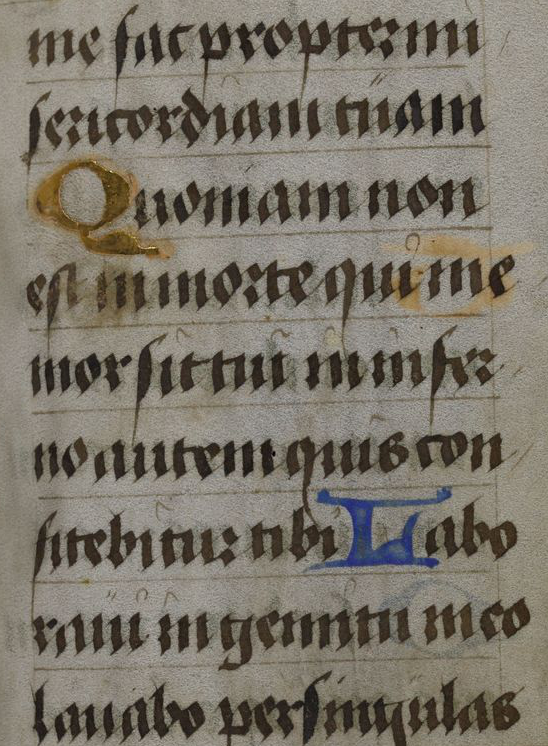 me fac propter mi
sericordiam tuam
Quoniam non
est in morte qui me
mor sit tui in infer
no autem quis con
fitebitur tibi Labo
raui in gemitu meo
lauabo per singulas